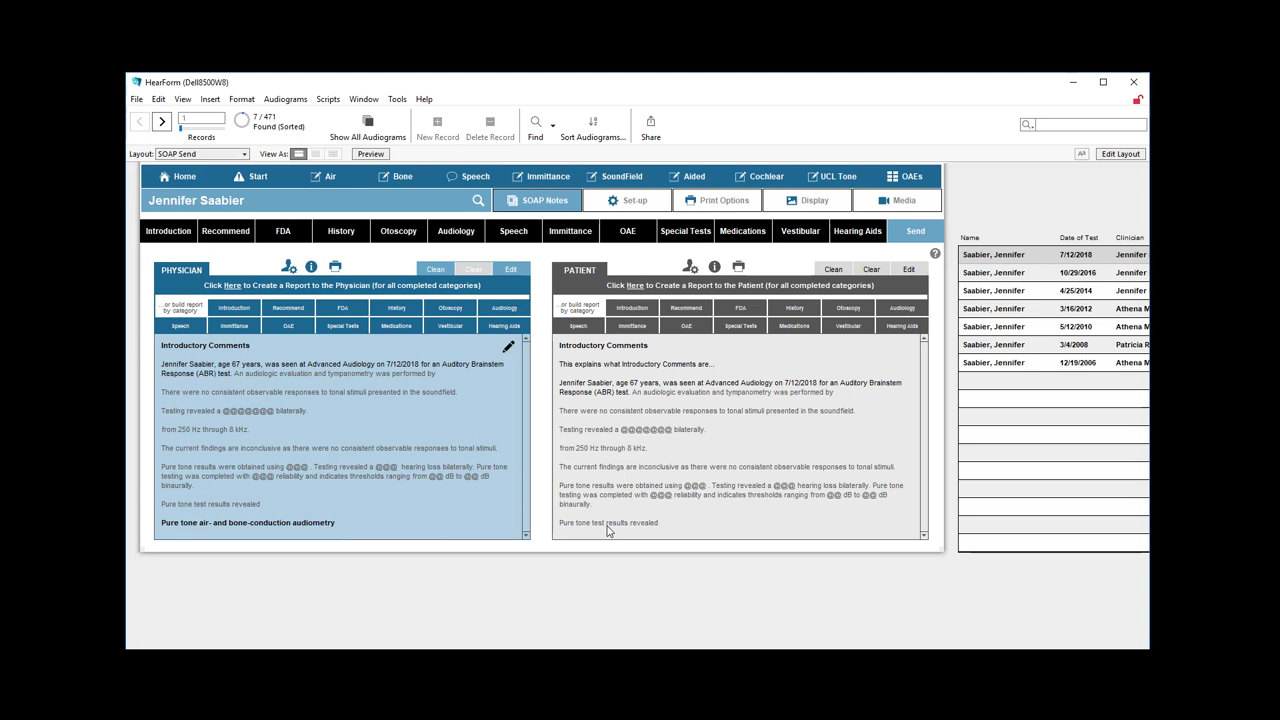 HearForm (Dell8500W8)
File Edit View Insert Format Audiograms Scripts Window Tools Help
1
Records
7 / 471
Found (Sorted)
Show All Audiograms
New Record
Delete Record
Find
Sort Audiograms...
Share
Layout: SOAP Send
View As:
Preview
Aª
Edit Layout
Home Start Air Bone Speech Immittance SoundField Aided Cochlear UCL Tone OAEs
Jennifer Saabier
SOAP Notes Set-up Print Options Display Media
Introduction Recommend FDA History Otoscopy Audiology Speech Immittance OAE Special Tests Medications Vestibular Hearing Aids Send
?
PHYSICIAN
Clean Clear Edit
Click Here to Create a Report to the Physician (for all completed categories)
...or build report
by category
Introduction Recommend FDA History Otoscopy Audiology
Speech Immittance OAE Special Tests Medications Vestibular Hearing Aids
Introductory Comments
Jennifer Saabier, age 67 years, was seen at Advanced Audiology on 7/12/2018 for an Auditory Brainstem
Response (ABR) test. An audiologic evaluation and tympanometry was performed by
There were no consistent observable responses to tonal stimuli presented in the soundfield.
Testing revealed a @@@@@@@ bilaterally.
from 250 Hz through 8 kHz.
The current findings are inconclusive as there were no consistent observable responses to tonal stimuli.
Pure tone results were obtained using @@@ . Testing revealed a @@@ hearing loss bilaterally. Pure tone
testing was completed with @@@ reliability and indicates thresholds ranging from @@ dB to @@ dB
binaurally.
Pure tone test results revealed
Pure tone air- and bone-conduction audiometry
PATIENT
Clean Clear Edit
Click Here to Create a Report to the Patient (for all completed categories)
...or build report
by category
Introduction Recommend FDA History Otoscopy Audiology
Speech Immittance OAE Special Tests Medications Vestibular Hearing Aids
Introductory Comments
This explains what Introductory Comments are...
Jennifer Saabier, age 67 years, was seen at Advanced Audiology on 7/12/2018 for an Auditory Brainstem
Response (ABR) test. An audiologic evaluation and tympanometry was performed by
There were no consistent observable responses to tonal stimuli presented in the soundfield.
Testing revealed a @@@@@@@ bilaterally.
from 250 Hz through 8 kHz.
The current findings are inconclusive as there were no consistent observable responses to tonal stimuli.
Pure tone results were obtained using @@@ . Testing revealed a @@@ hearing loss bilaterally. Pure tone
testing was completed with @@@ reliability and indicates thresholds ranging from @@ dB to @@ dB
binaurally.
Pure tone test results revealed
Name Date of Test Clinician
Saabier, Jennifer 7/12/2018 Jennifer
Saabier, Jennifer 10/29/2016 Jennifer
Saabier, Jennifer 4/25/2014 Jennifer
Saabier, Jennifer 3/16/2012 Athena M
Saabier, Jennifer 5/12/2010 Athena M
Saabier, Jennifer 3/4/2008 Patricia R
Saabier, Jennifer 12/19/2006 Athena M